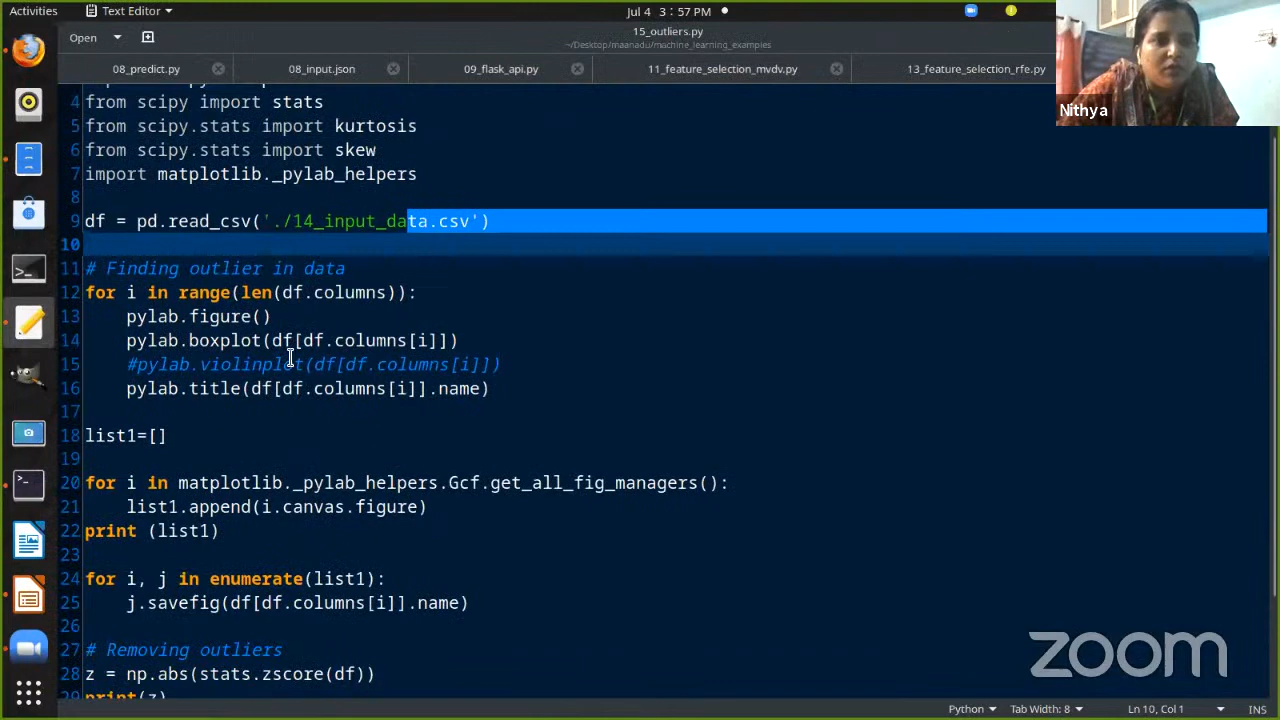 Activities
Text Editor
Jul 4 3:57 PM
Open
15_outliers.py
~/Desktop/maanadu/machine_learning_examples
08_predict.py
08_input.json
09_flask_api.py
11_feature_selection_mvdv.py
13_feature_selection_rfe.py
Nithya
4 from scipy import stats
5 from scipy.stats import kurtosis
6 from scipy.stats import skew
7 import matplotlib._pylab_helpers
8
9 df = pd.read_csv('./14_input_data.csv')
10
11 # Finding outlier in data
12 for i in range(len(df.columns)):
13 pylab.figure()
14 pylab.boxplot(df[df.columns[i]])
15 #pylab.violinplot(df[df.columns[i]])
16 pylab.title(df[df.columns[i]].name)
17
18 list1=[]
19
20 for i in matplotlib._pylab_helpers.Gcf.get_all_fig_managers():
21 list1.append(i.canvas.figure)
22 print (list1)
23
24 for i, j in enumerate(list1):
25 j.savefig(df[df.columns[i]].name)
26
27 # Removing outliers
28 z = np.abs(stats.zscore(df))
29 print(z)
zoom
Python
Tab Width: 8
Ln 10, Col 1
INS